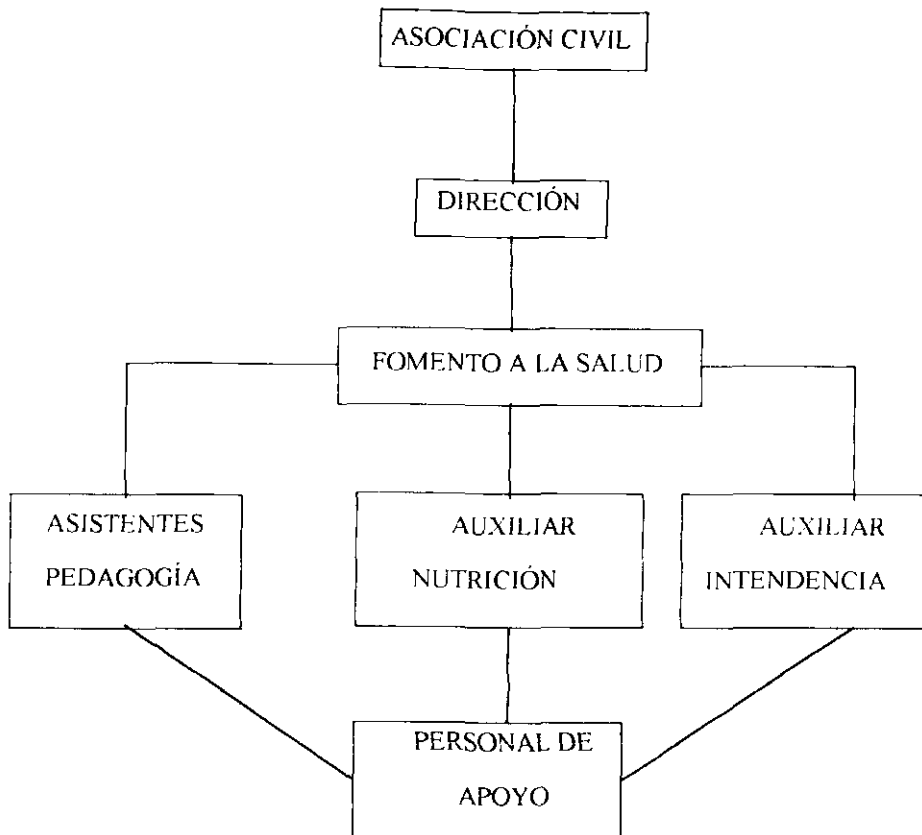 ASOCIACIÓN CIVIL
DIRECCIÓN
FOMENTO A LA SALUD
ASISTENTES
PEDAGOGÍA
AUXILIAR
NUTRICIÓN
AUXILIAR
INTENDENCIA
PERSONAL DE
APOYO